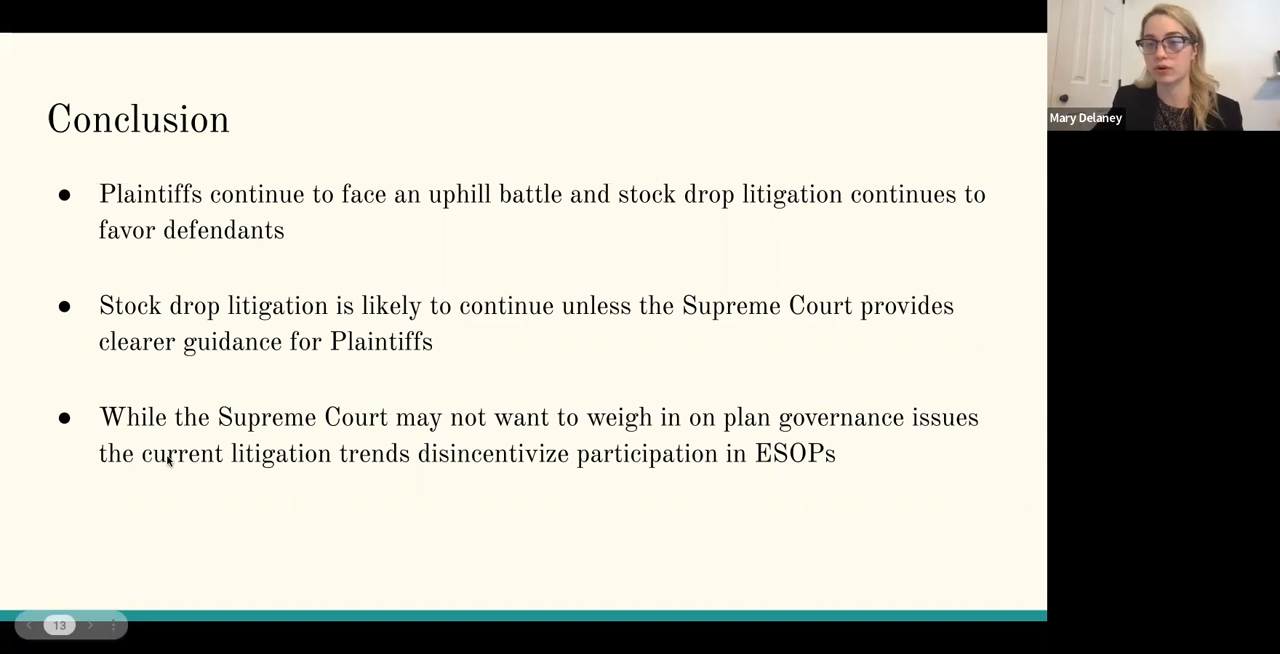 Conclusion
● Plaintiffs continue to face an uphill battle and stock drop litigation continues to
favor defendants
● Stock drop litigation is likely to continue unless the Supreme Court provides
clearer guidance for Plaintiffs
● While the Supreme Court may not want to weigh in on plan governance issues
the current litigation trends disincentivize participation in ESOPs
Mary Delaney
13